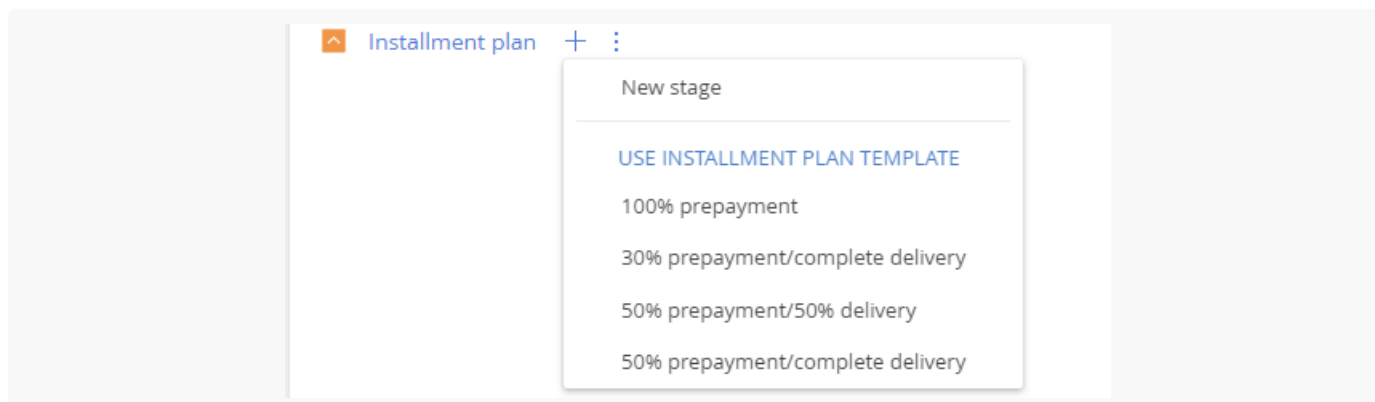 Installment plan
New stage
USE INSTALLMENT PLAN TEMPLATE
100% prepayment
30% prepayment/complete delivery
50% prepayment/50% delivery
50% prepayment/complete delivery